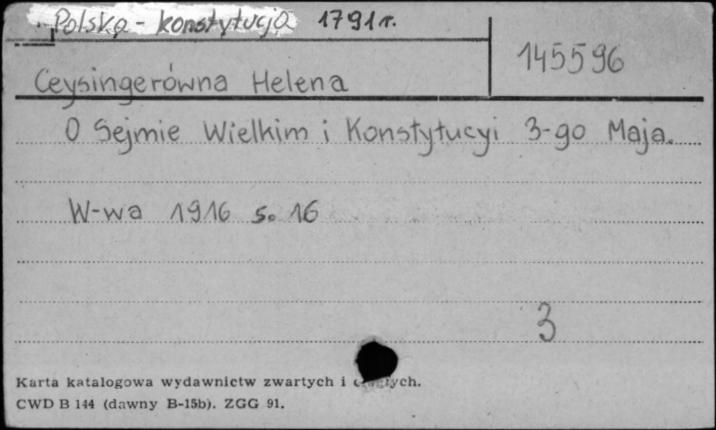 Polska - konstytucja 1791 r.
145596
Ceysingerówna Helena
O Sejmie Wielkim i Konstytucyi 3-go Maja.
W-wa 1916 s. 16
3
Karta katalogowa wydawnictw zwartych i
CWD B 144 (dawny B-15b). ZGG 91.